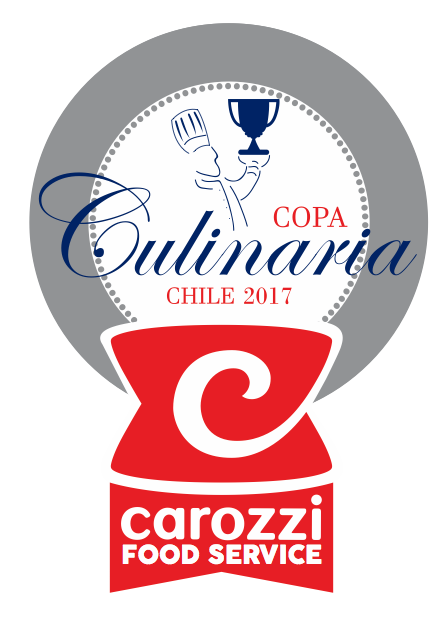 COPA
Culinaria
CHILE 2017
carozzi
FOOD SERVICE